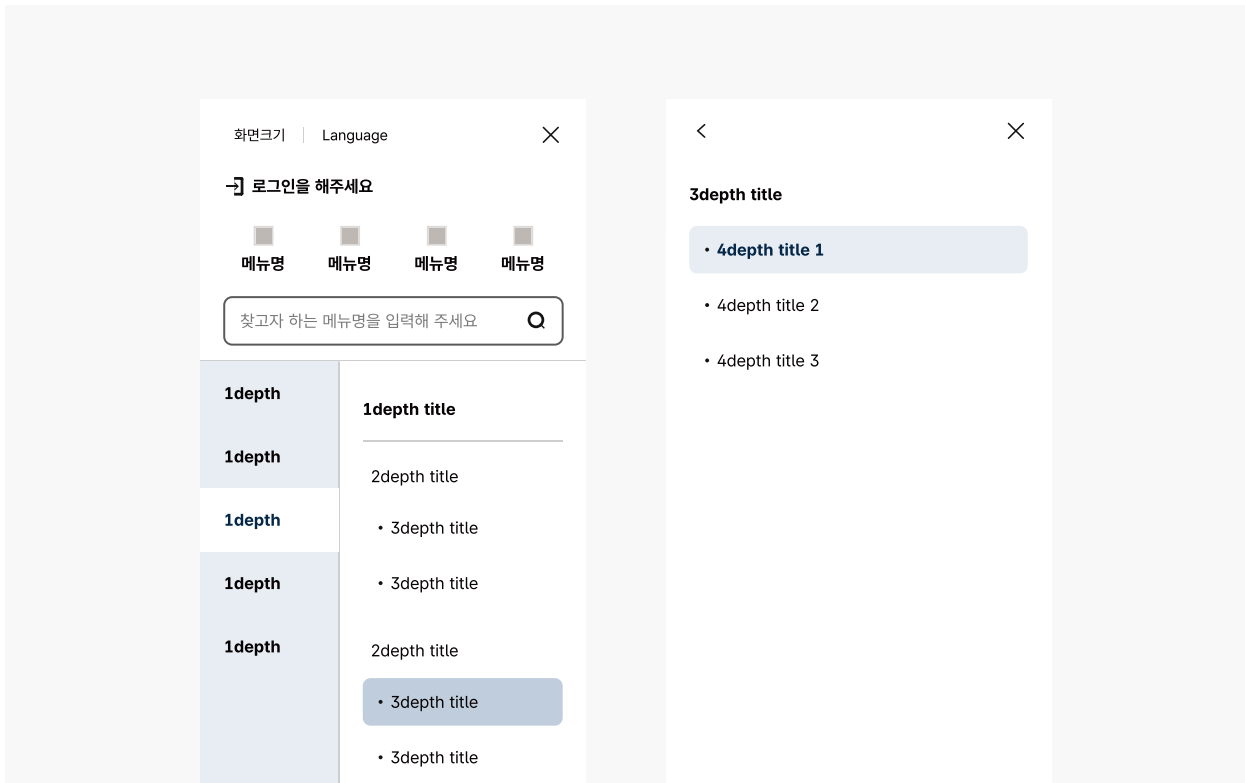 화면크기 Language
로그인을 해주세요
메뉴명 메뉴명 메뉴명 메뉴명
찾고자 하는 메뉴명을 입력해 주세요
1depth
1depth
1depth
1depth
1depth
1depth title
2depth title
• 3depth title
• 3depth title
2depth title
• 3depth title
• 3depth title
3depth title
• 4depth title 1
• 4depth title 2
• 4depth title 3